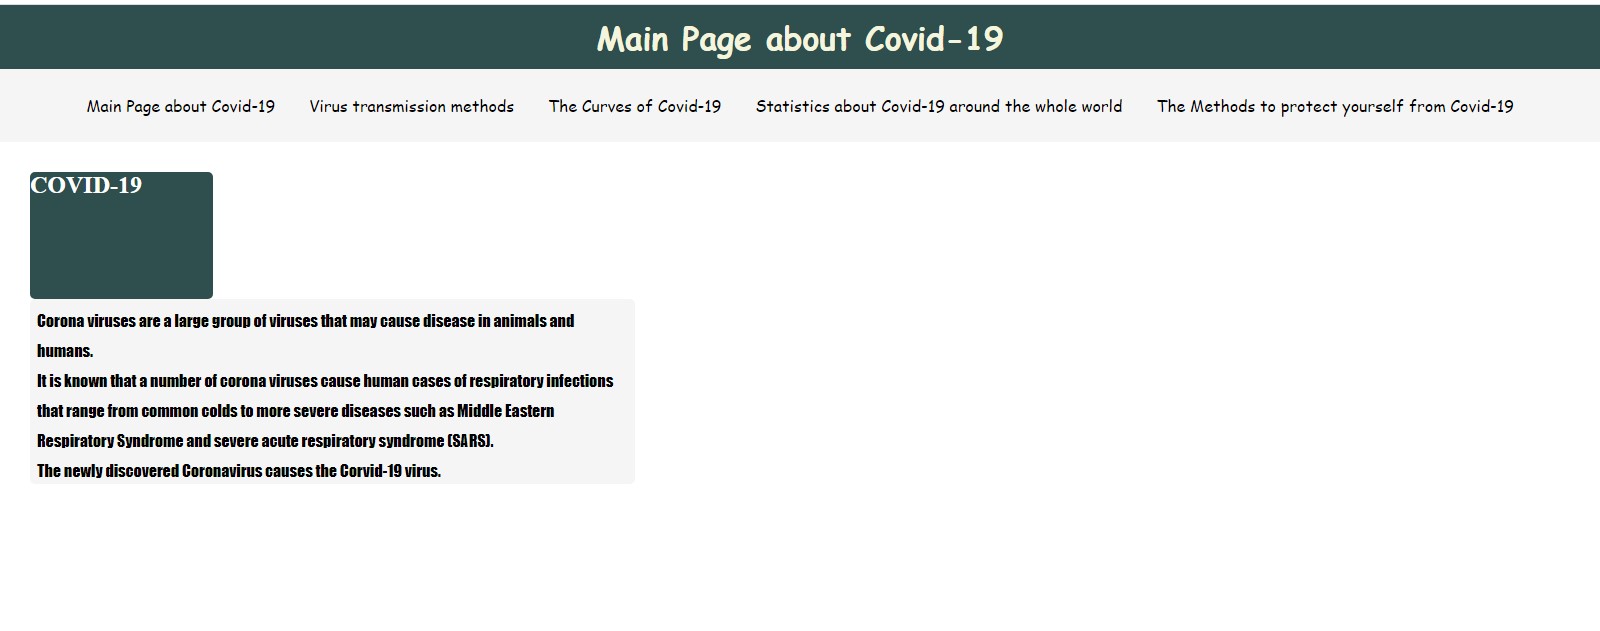 Main Page about Covid-19
Main Page about Covid-19 Virus transmission methods The Curves of Covid-19 Statistics about Covid-19 around the whole world The Methods to protect yourself from Covid-19
COVID-19
Corona viruses are a large group of viruses that may cause disease in animals and
humans.
It is known that a number of corona viruses cause human cases of respiratory infections
that range from common colds to more severe diseases such as Middle Eastern
Respiratory Syndrome and severe acute respiratory syndrome (SARS).
The newly discovered Coronavirus causes the Corvid-19 virus.